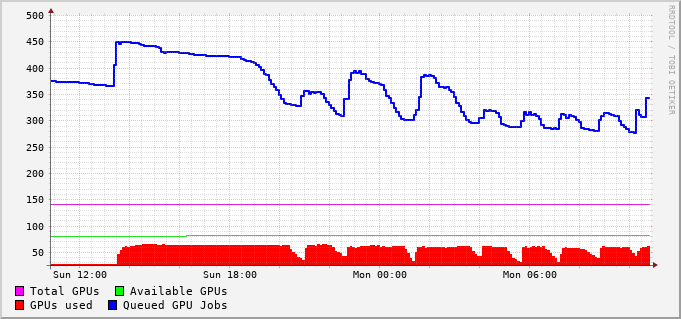 500
450
400
350
300
250
200
150
100
50
Sun 12:00 Sun 18:00 Mon 00:00 Mon 06:00
Total GPUs Available GPUs
GPUs used Queued GPU Jobs
RRDTOOL / TOBI OETIKER